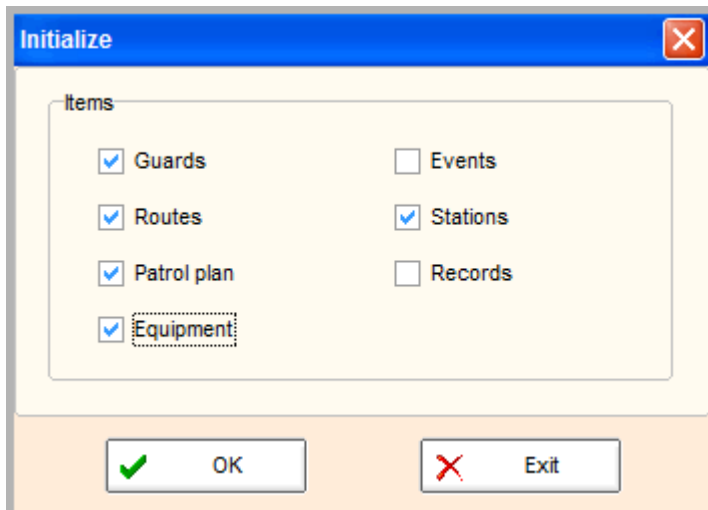 Initialize
Items
Guards
Events
Routes
Stations
Patrol plan
Records
Equipment
OK
Exit